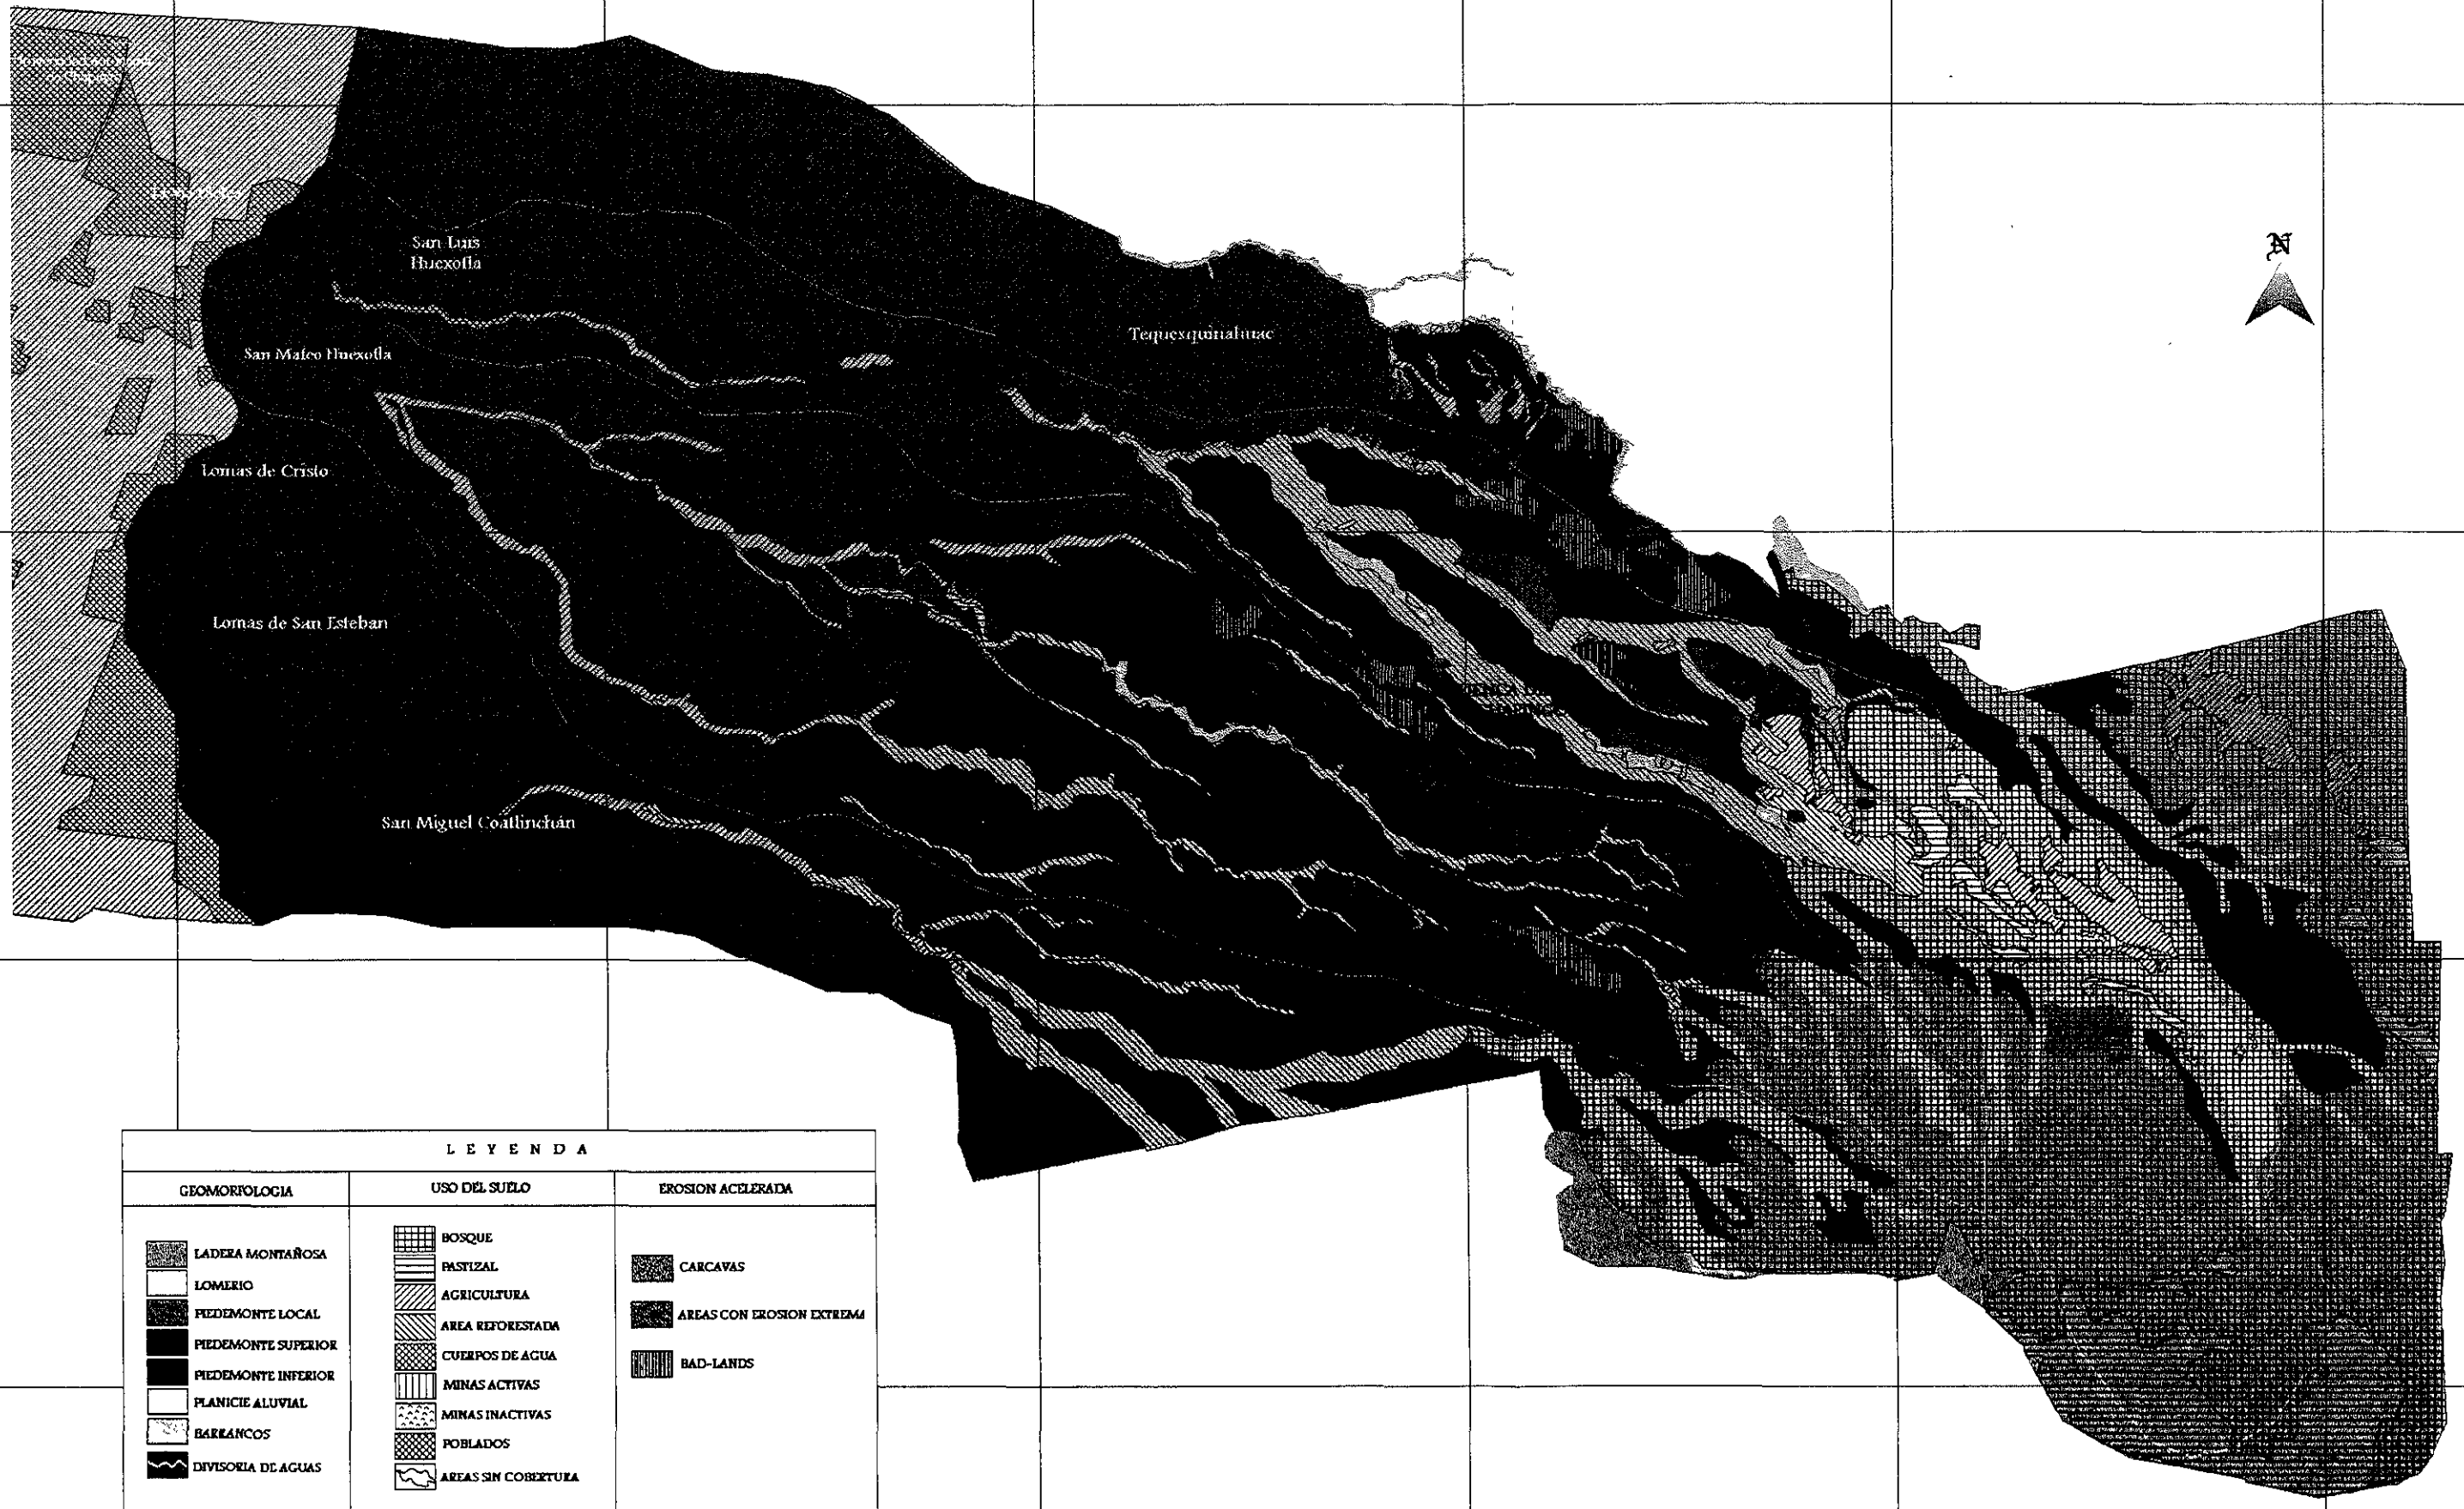 San Luis
Huexotla
N
Tequexquinahuac
San Mateo Huexotla
Lomas de Cristo
Lomas de San Esteban
San Miguel Coatlinchán
LEYENDA
GEOMORFOLOGIA
LADERA MONTAÑOSA
LOMERIO
PIEDEMONTE LOCAL
PIEDEMONTE SUPERIOR
PIEDEMONTE INFERIOR
PLANICIE ALUVIAL
BARRANCOS
DIVISORIA DE AGUAS
USO DEL SUELO
BOSQUE
PASTIZAL
AGRICULTURA
AREA REFORESTADA
CUERPOS DE AGUA
MINAS ACTIVAS
MINAS INACTIVAS
POBLADOS
AREAS SIN COBERTURA
EROSION ACELERADA
CARCAVAS
AREAS CON EROSION EXTREMA
BAD-LANDS